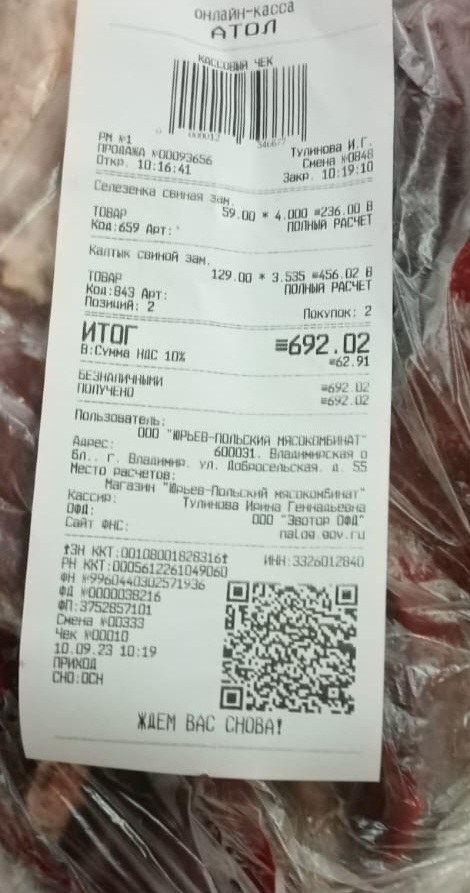 онлайн-касса
АТОЛ
КАССОВЫЙ ЧЕК
РМ №1 Тулинова И.Г.
ПРОДАЖА №00093656 Смена №0848
Откр. 10:16:41 Закр. 10:19:10
Селезенка свиная зам.
ТОВАР 59.00 * 4.000 =236.00 В
Код:659 Арт: ПОЛНЫЙ РАСЧЕТ
Калтык свиной зам.
ТОВАР 129.00 * 3.535 =456.02 В
Код:843 Арт: ПОЛНЫЙ РАСЧЕТ
Позиций: 2 Покупок: 2
ИТОГ =692.02
В:Сумма НДС 10% =62.91
БЕЗНАЛИЧНЫМИ =692.02
ПОЛУЧЕНО =692.02
Пользователь:
ООО "ЮРЬЕВ-ПОЛЬСКИЙ МЯСОКОМБИНАТ"
Адрес: 600031. Владимирская о
бл., г. Владимир. ул. Добросельская. д. 55
Место расчетов:
Магазин "Юрьев-Польский мясокомбинат"
Кассир: Тулинова Ирина Геннадьевна
ОФД: ООО "Эвотор ОФД"
Сайт ФНС: nalog.gov.ru
↑ЗН ККТ:00108001828316↑ ИНН:3326012840
РН ККТ:0005612261049060
ФН №9960440302571936
ФД №0000038216
ФП:3752857101
Смена №00333
Чек №00010
10.09.23 10:19
ПРИХОД
СНО:ОСН
ЖДЕМ ВАС СНОВА!